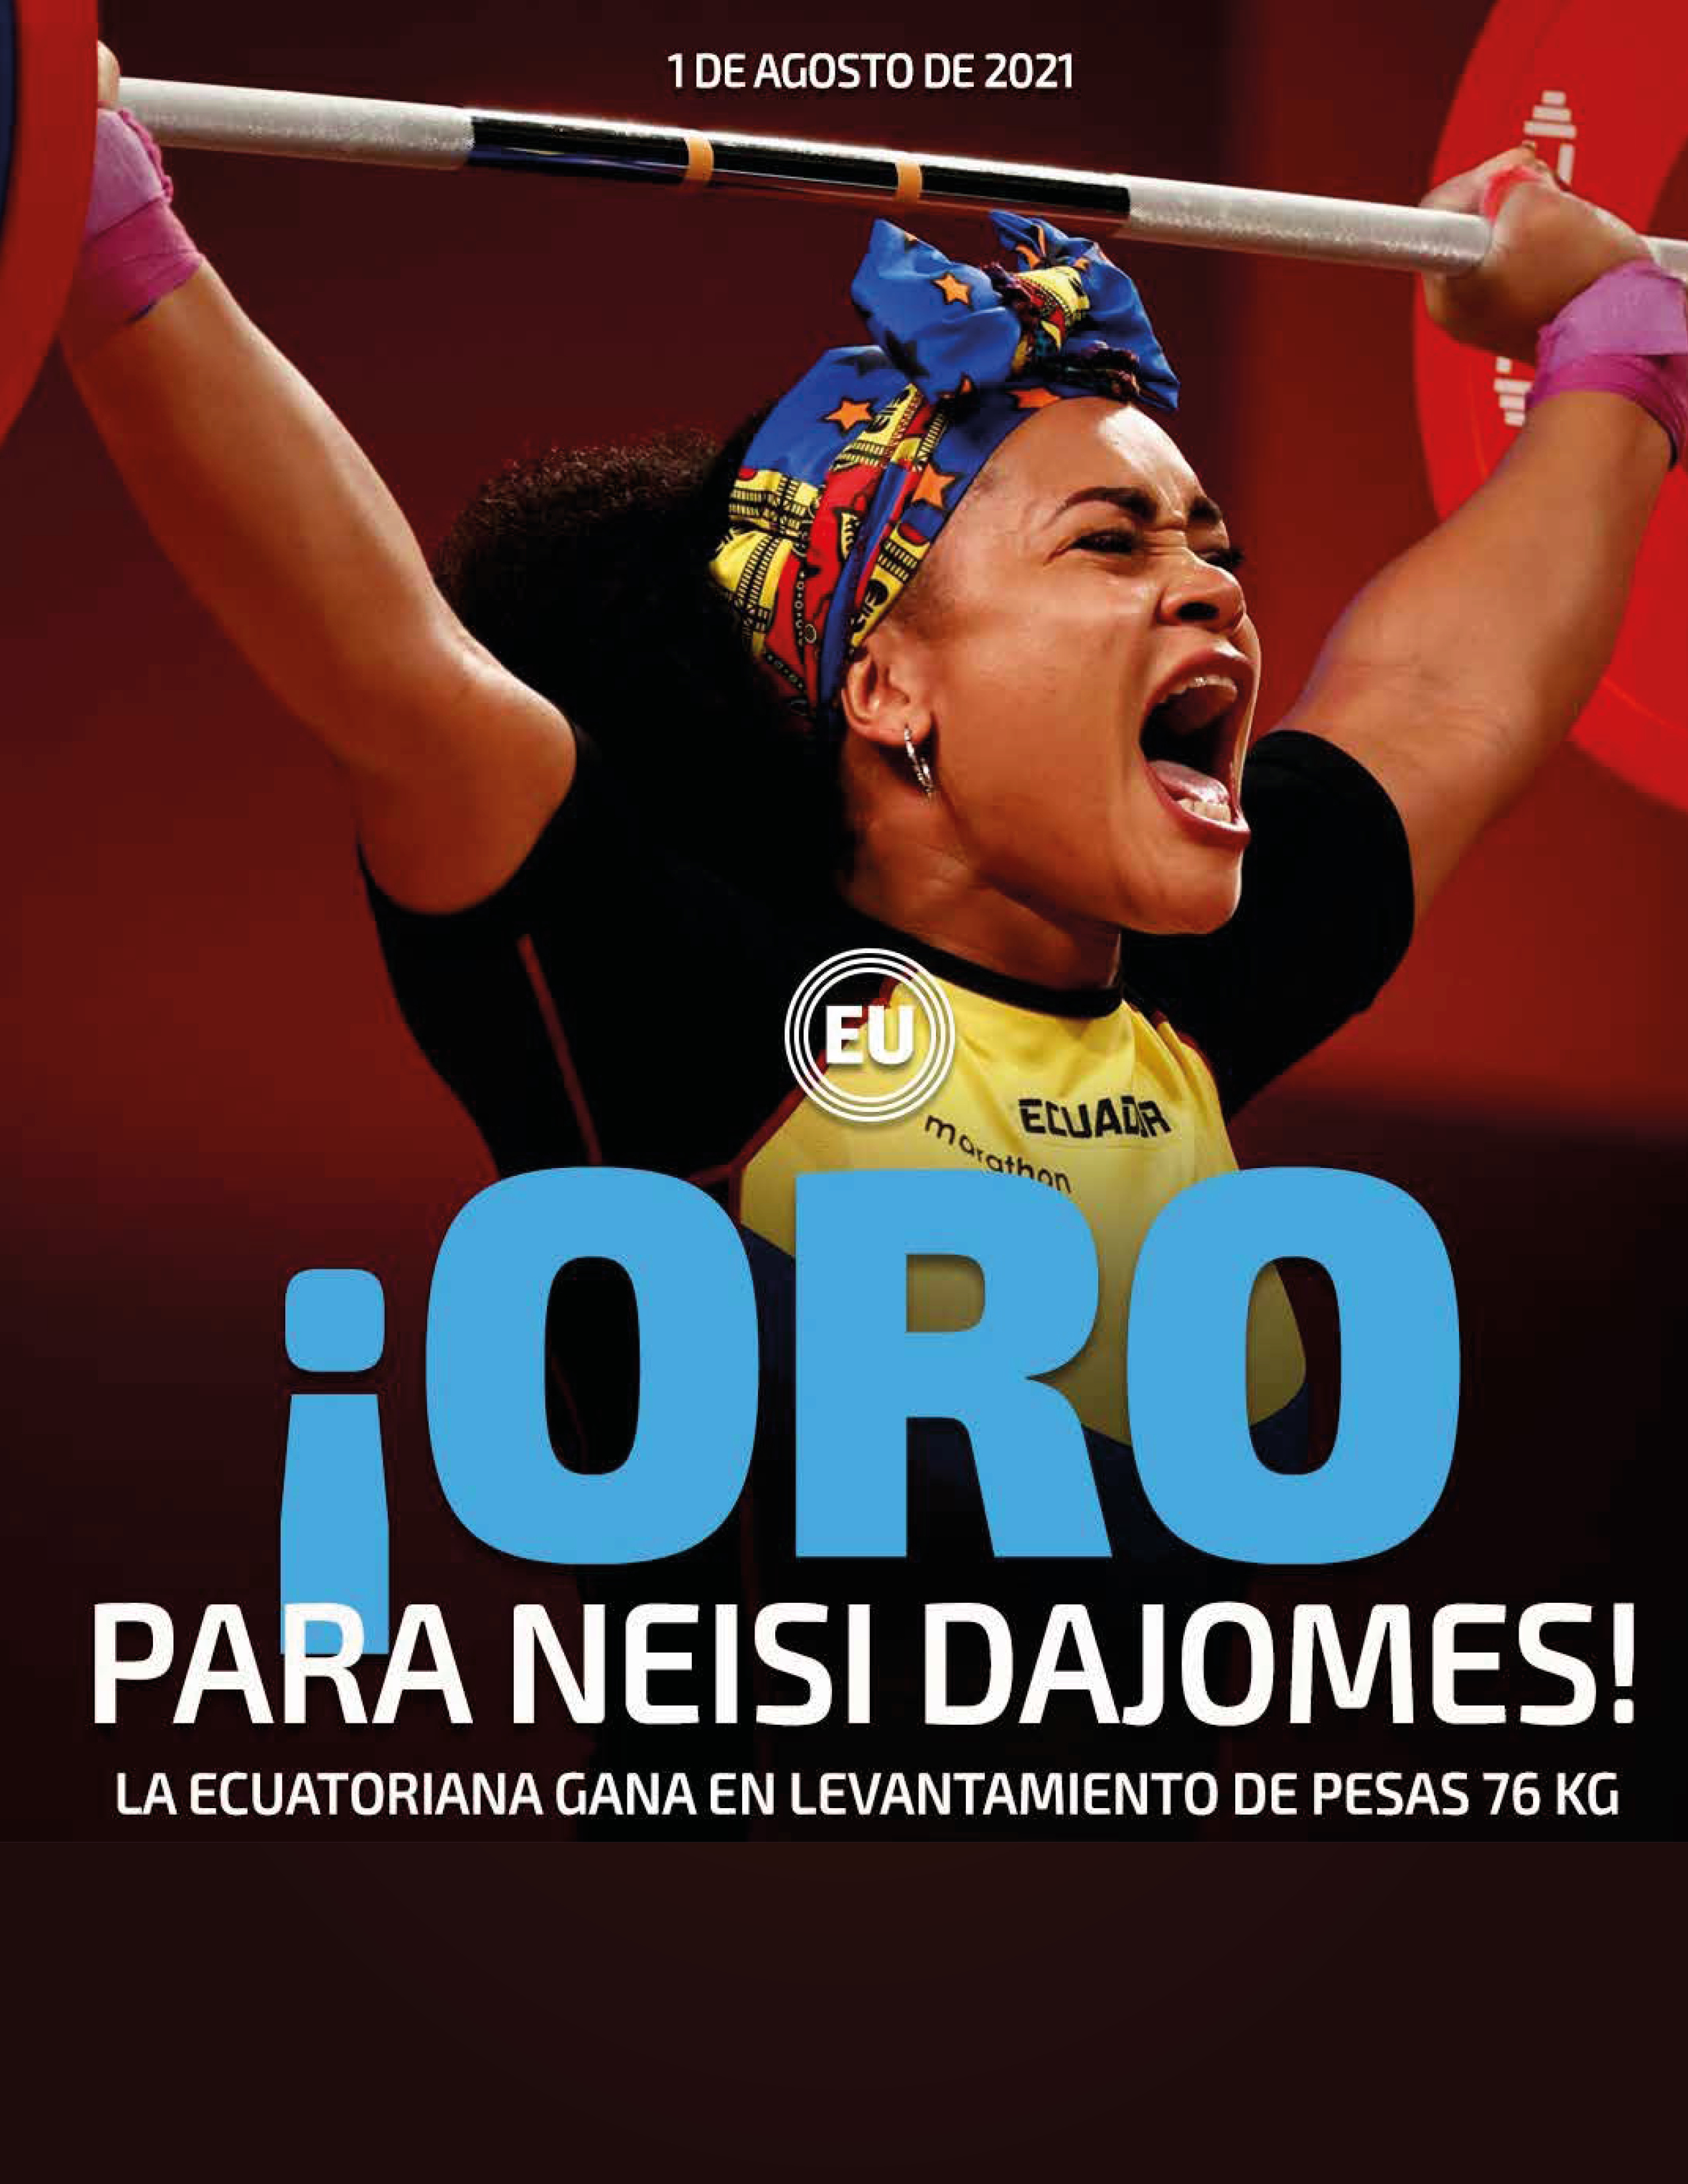 1 DE AGOSTO DE 2021
EU
ECUADOR
marathon
¡ORO
PARA NEISI DAJOMES!
LA ECUATORIANA GANA EN LEVANTAMIENTO DE PESAS 76 KG